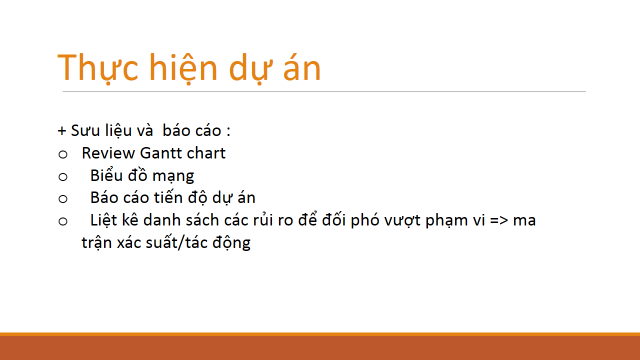 Thực hiện dự án
+ Sưu liệu và báo cáo :
o Review Gantt chart
o Biểu đồ mạng
o Báo cáo tiến độ dự án
o Liệt kê danh sách các rủi ro để đối phó vượt phạm vi => ma
trận xác suất/tác động